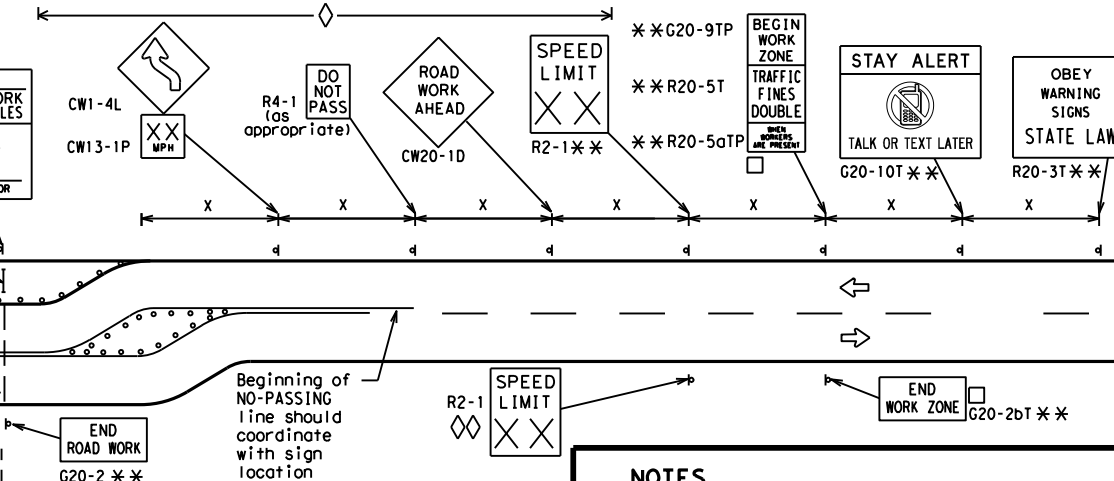 ORK
LES
OR
CW1-4L
CW13-1P
XX
MPH
R4-1
(as
appropriate)
DO
NOT
PASS
ROAD
WORK
AHEAD
CW20-1D
SPEED
LIMIT
XX
R2-1**
**G20-9TP
**R20-5T
**R20-5aTP
BEGIN
WORK
ZONE
TRAFFIC
FINES
DOUBLE
WHEN
WORKERS
ARE PRESENT
STAY ALERT
TALK OR TEXT LATER
G20-10T**
OBEY
WARNING
SIGNS
STATE LAW
R20-3T**
X X X X X X X
Beginning of
NO-PASSING
line should
coordinate
with sign
location
R2-1
SPEED
LIMIT
XX
END
WORK ZONE
G20-2bT**
END
ROAD WORK
G20-2**
NOTES